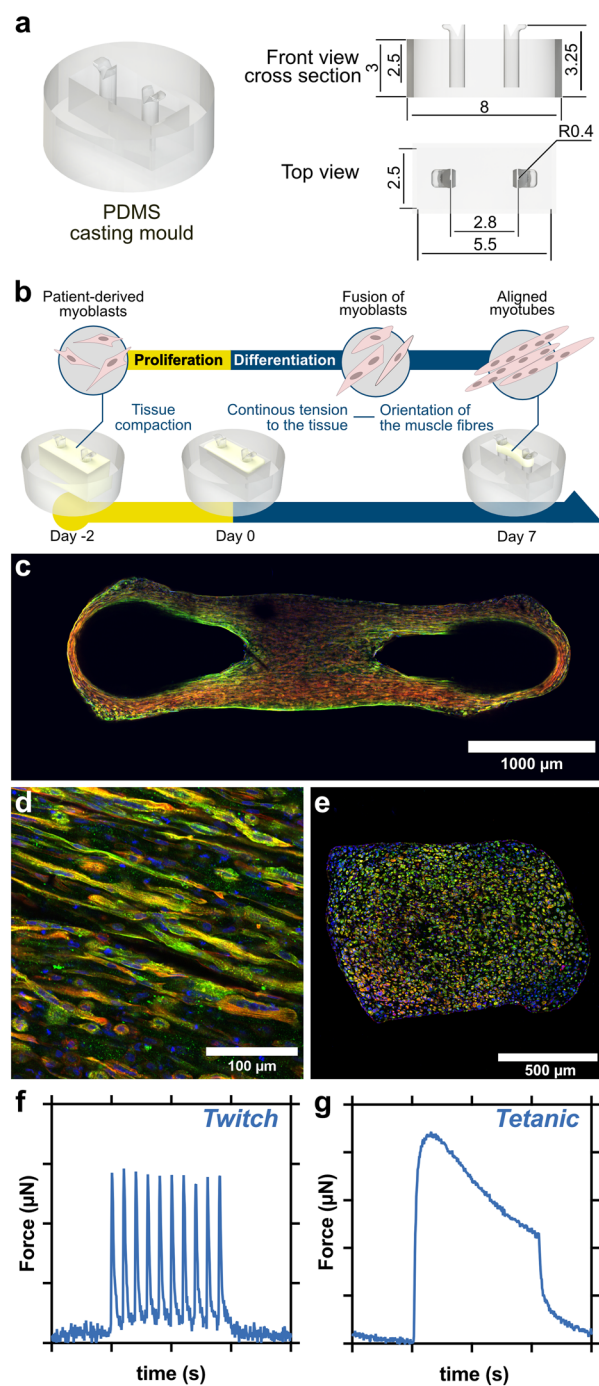 a
PDMS
casting mould
Front view
cross section
3
2.5
3.25
8
Top view
R0.4
2.5
2.8
5.5
b
Patient-derived
myoblasts
Fusion of
myoblasts
Aligned
myotubes
Proliferation
Differentiation
Tissue
compaction
Continous tension
to the tissue
Orientation of
the muscle fibres
Day -2
Day 0
Day 7
c
1000 µm
d
100 µm
e
500 µm
f
Twitch
Force (µN)
time (s)
g
Tetanic
Force (µN)
time (s)